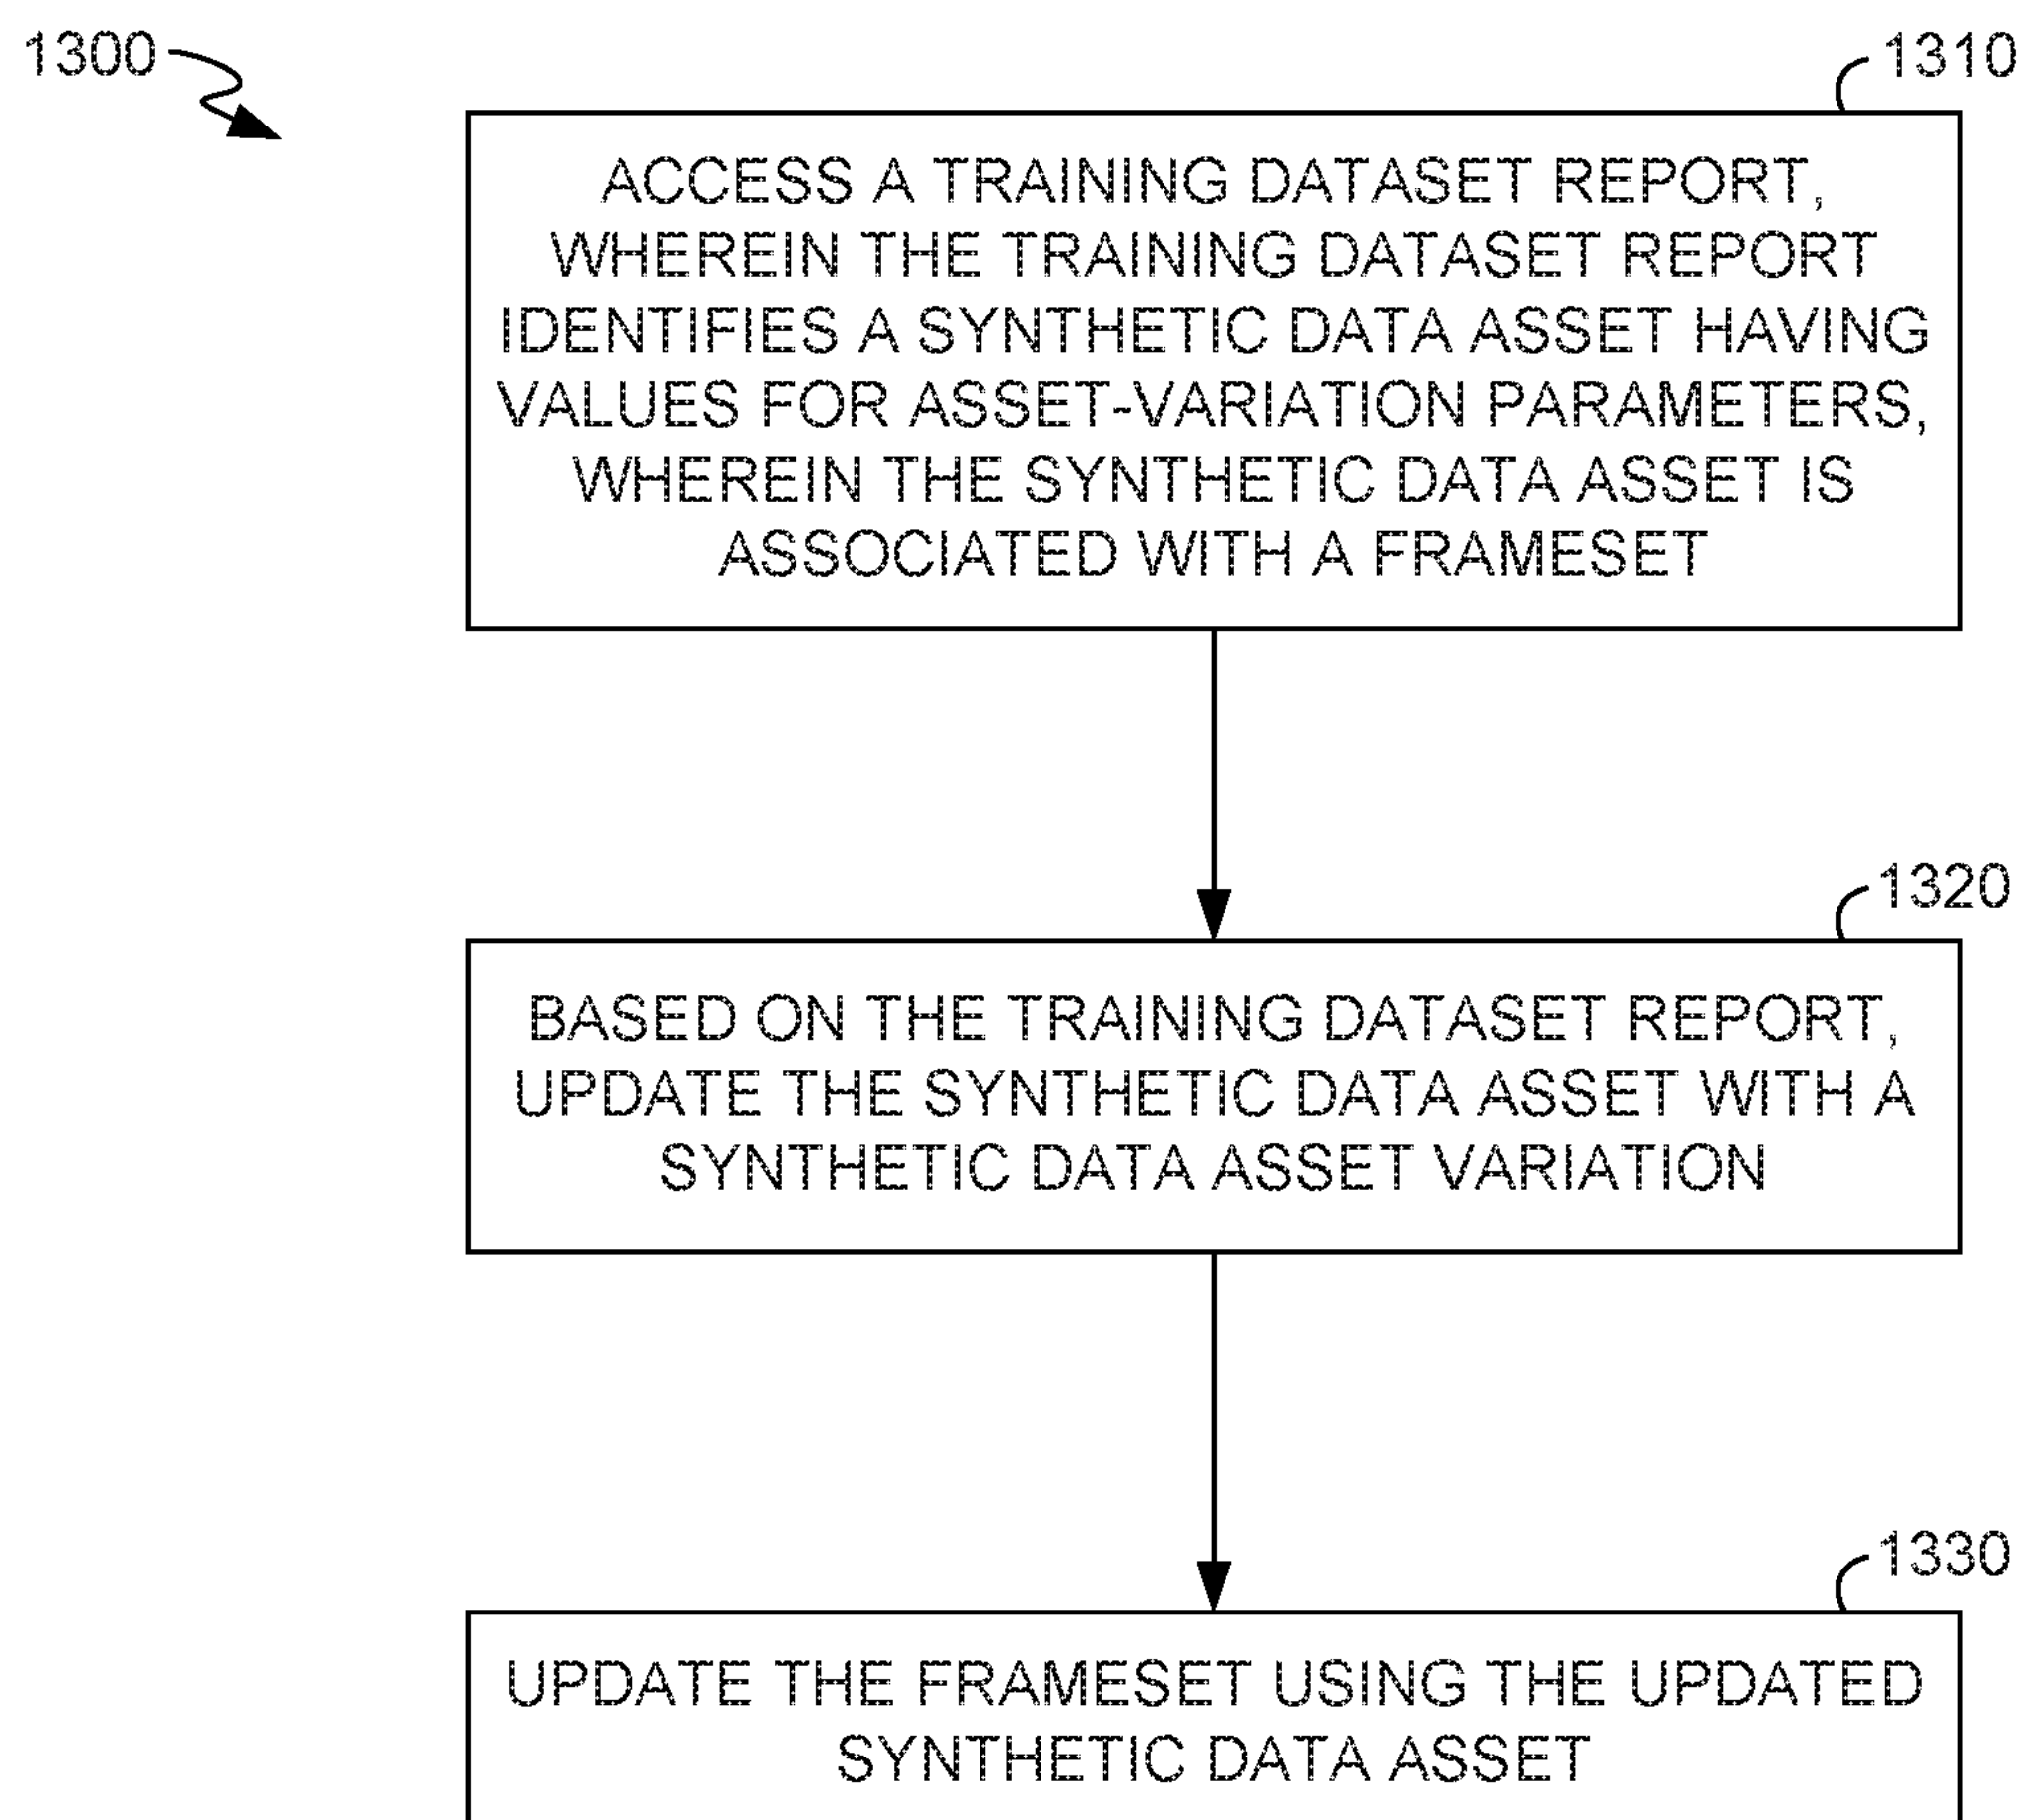 1300
1310
ACCESS A TRAINING DATASET REPORT,
WHEREIN THE TRAINING DATASET REPORT
IDENTIFIES A SYNTHETIC DATA ASSET HAVING
VALUES FOR ASSET-VARIATION PARAMETERS,
WHEREIN THE SYNTHETIC DATA ASSET IS
ASSOCIATED WITH A FRAMESET
1320
BASED ON THE TRAINING DATASET REPORT,
UPDATE THE SYNTHETIC DATA ASSET WITH A
SYNTHETIC DATA ASSET VARIATION
1330
UPDATE THE FRAMESET USING THE UPDATED
SYNTHETIC DATA ASSET